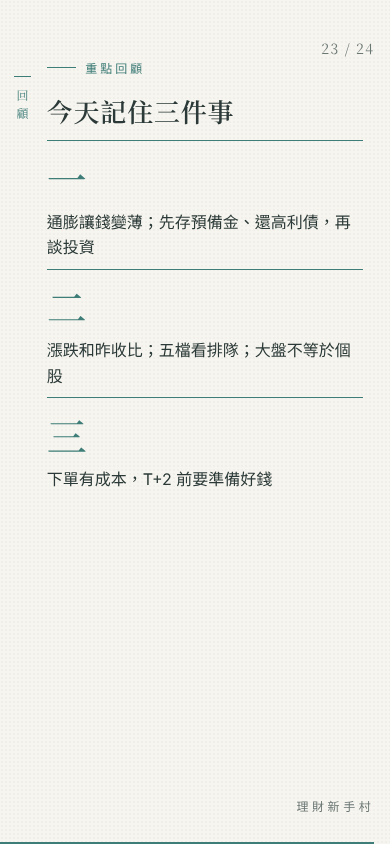 23 / 24
重點回顧
回顧
今天記住三件事
一
通膨讓錢變薄；先存預備金、還高利債，再
談投資
二
漲跌和昨收比；五檔看排隊；大盤不等於個
股
三
下單有成本，T+2 前要準備好錢
理財新手村